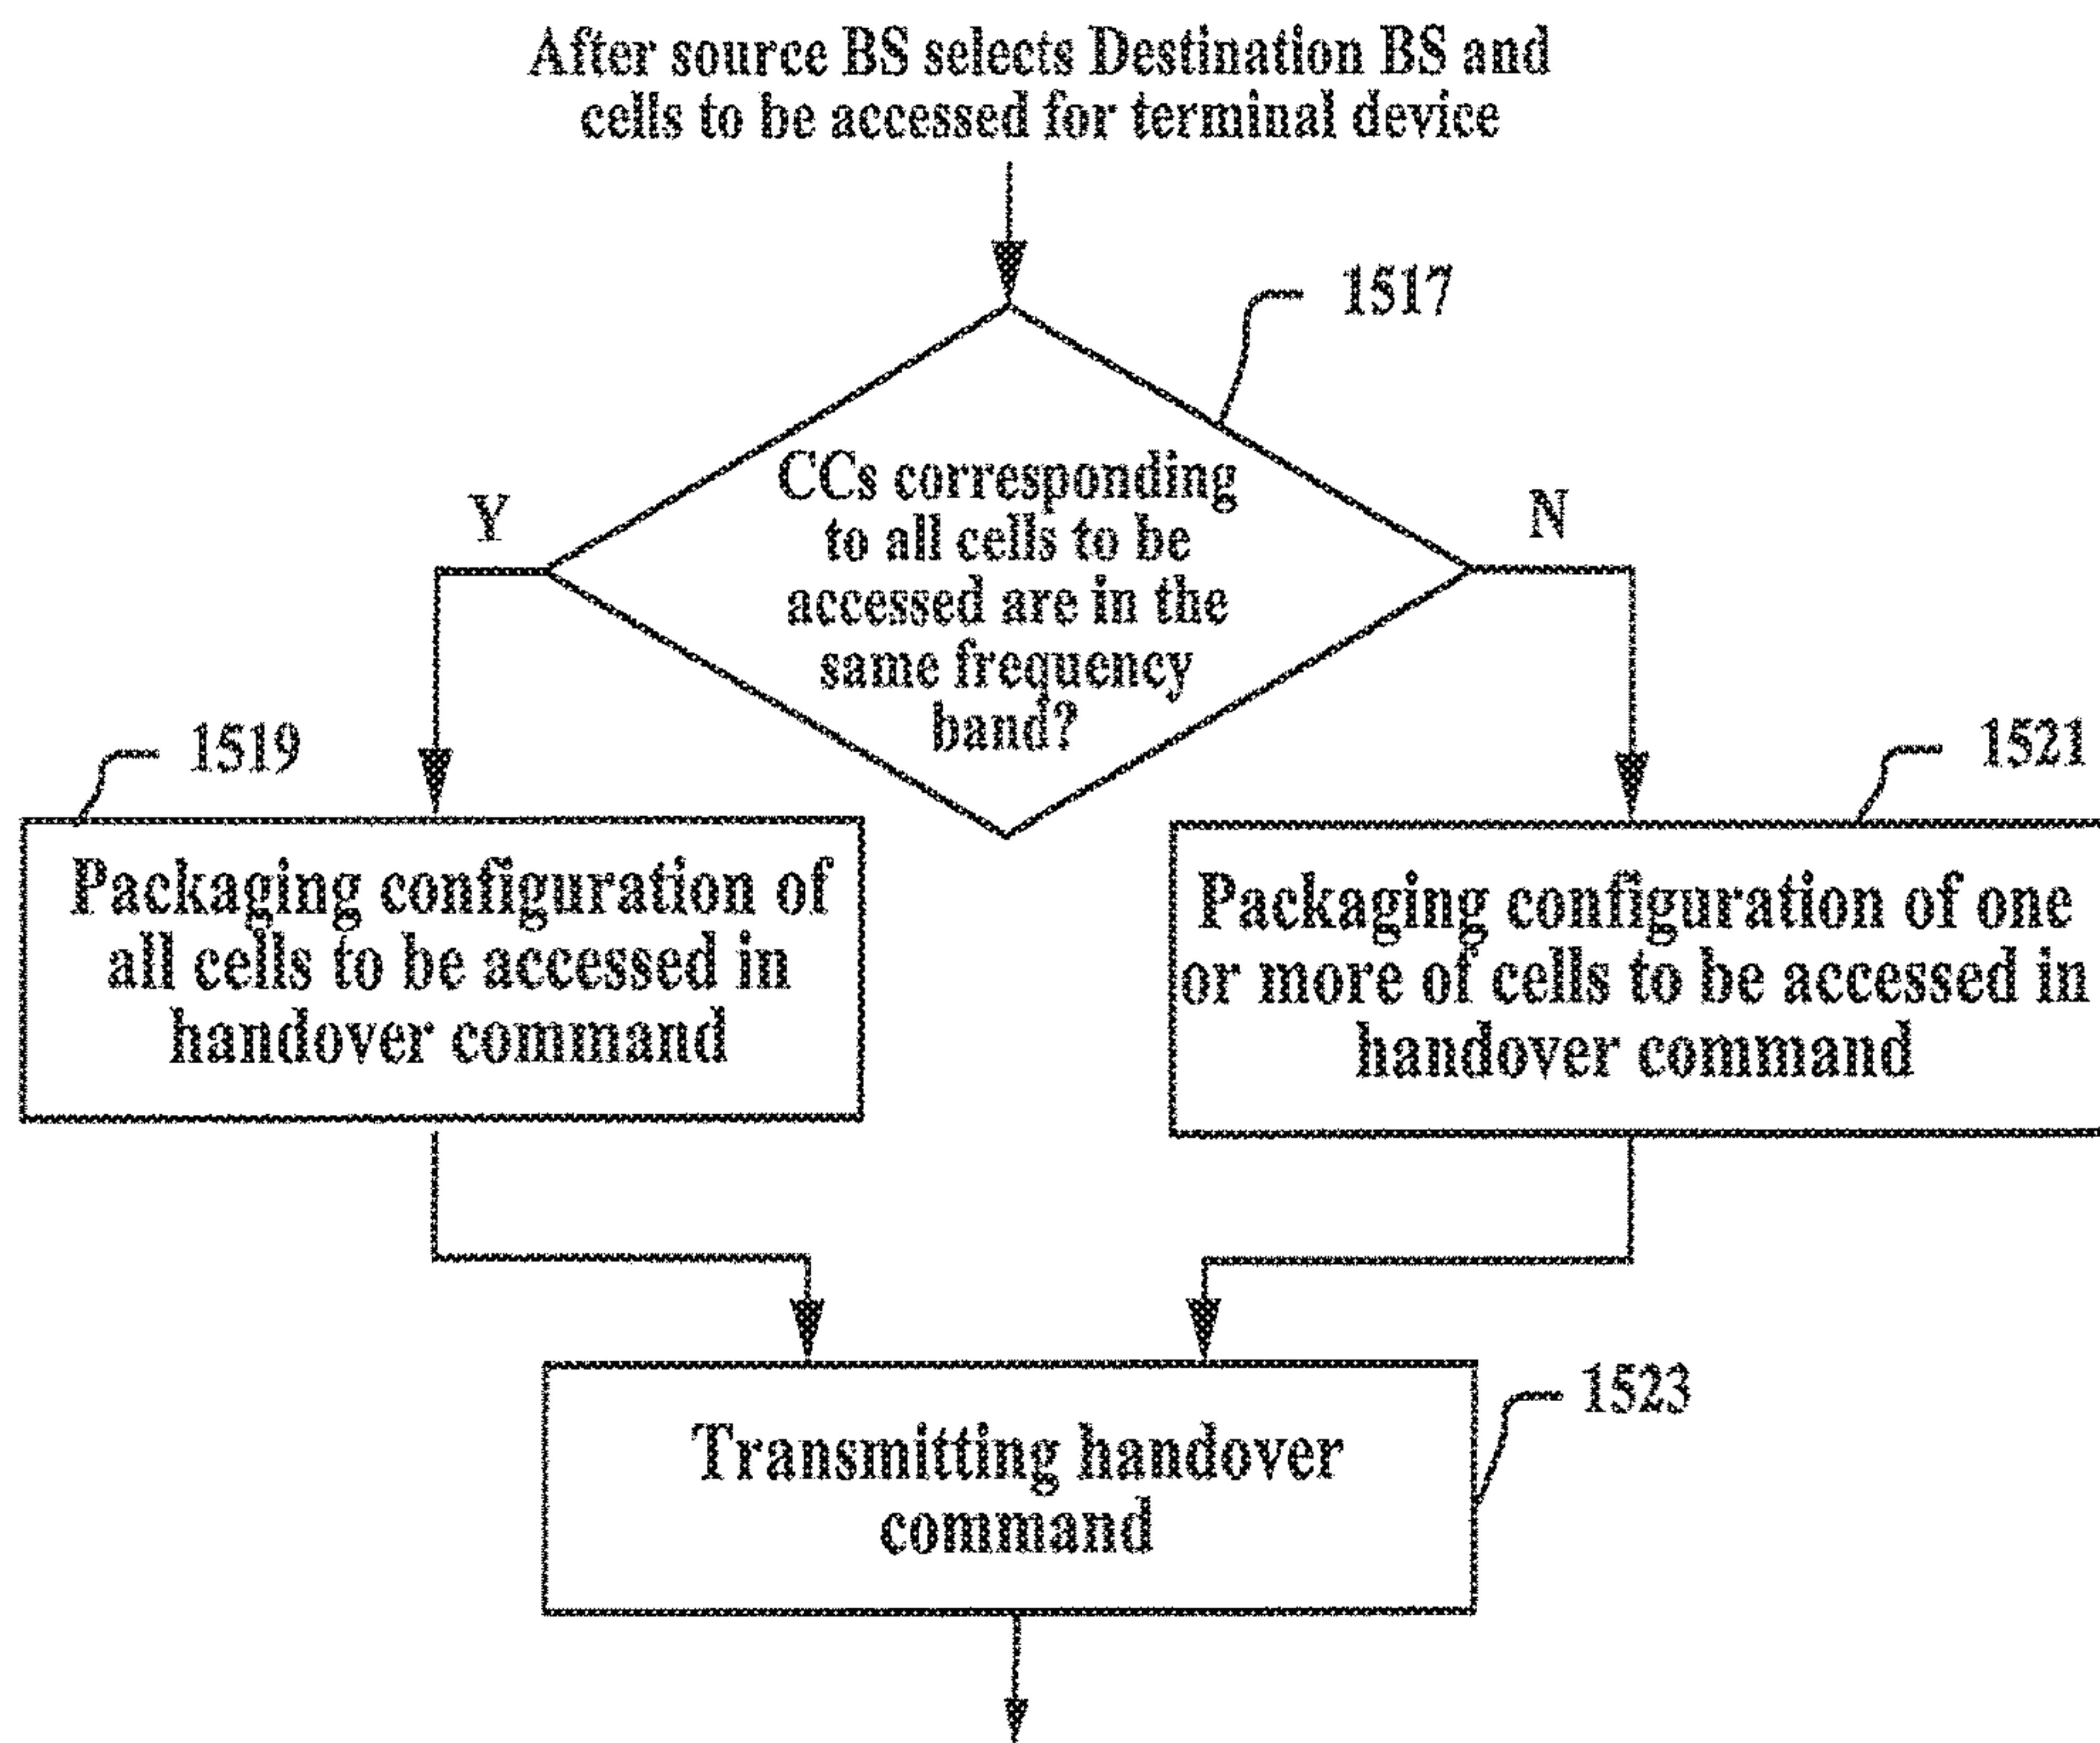 After source BS selects Destination BS and
cells to be accessed for terminal device
1517
CCs corresponding
to all cells to be
accessed are in the
same frequency
band?
Y
N
1519
1521
Packaging configuration of
all cells to be accessed in
handover command
Packaging configuration of one
or more of cells to be accessed in
handover command
1523
Transmitting handover
command